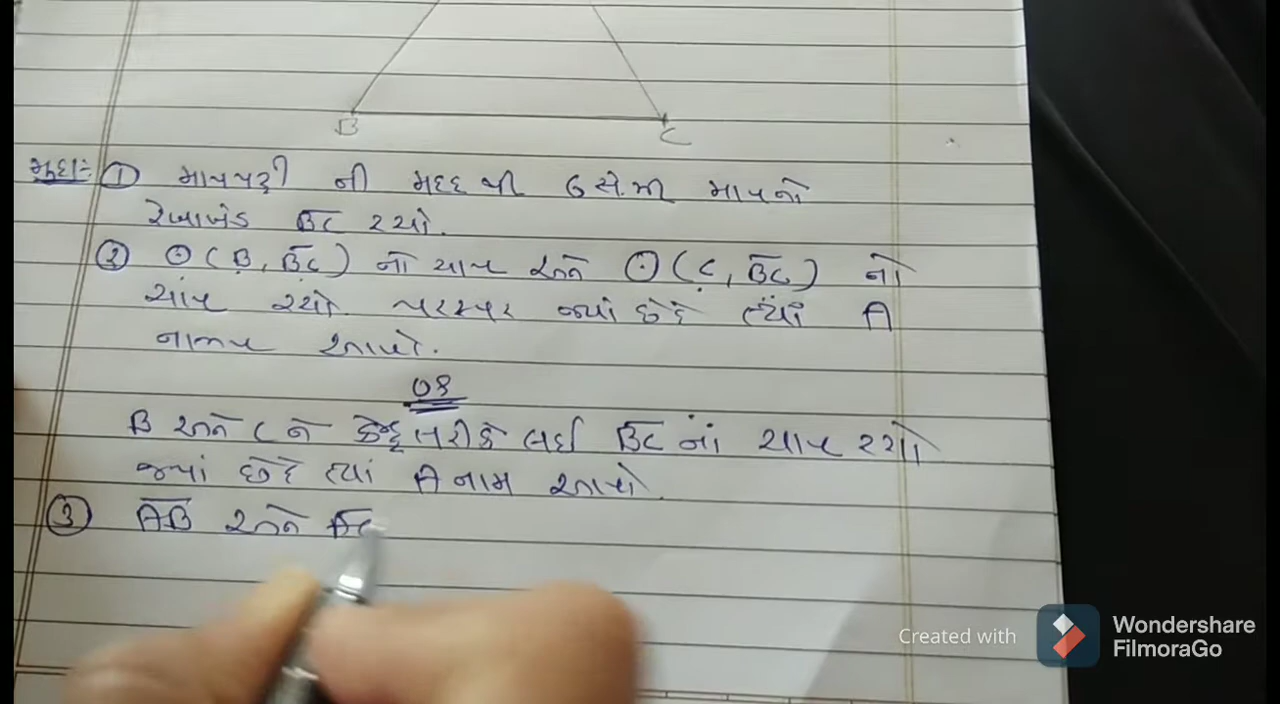 B C
મુદ્દા:- ① માપપટ્ટી ની મદદ થી 6 સે.મી માપનો
રેખાખંડ BC રચો.
② ⊙(B, BC) નો ચાપ અને ⊙(C, BC) નો
ચાપ રચો પરસ્પર જ્યાં છેદે ત્યાં A
નામ આપો.
OR
B અને C ને કેન્દ્ર તરીકે લઈ BC નાં ચાપ રચો
જ્યાં છેદે ત્યાં A નામ આપો.
③ AB અને AC
Created with Wondershare
FilmoraGo